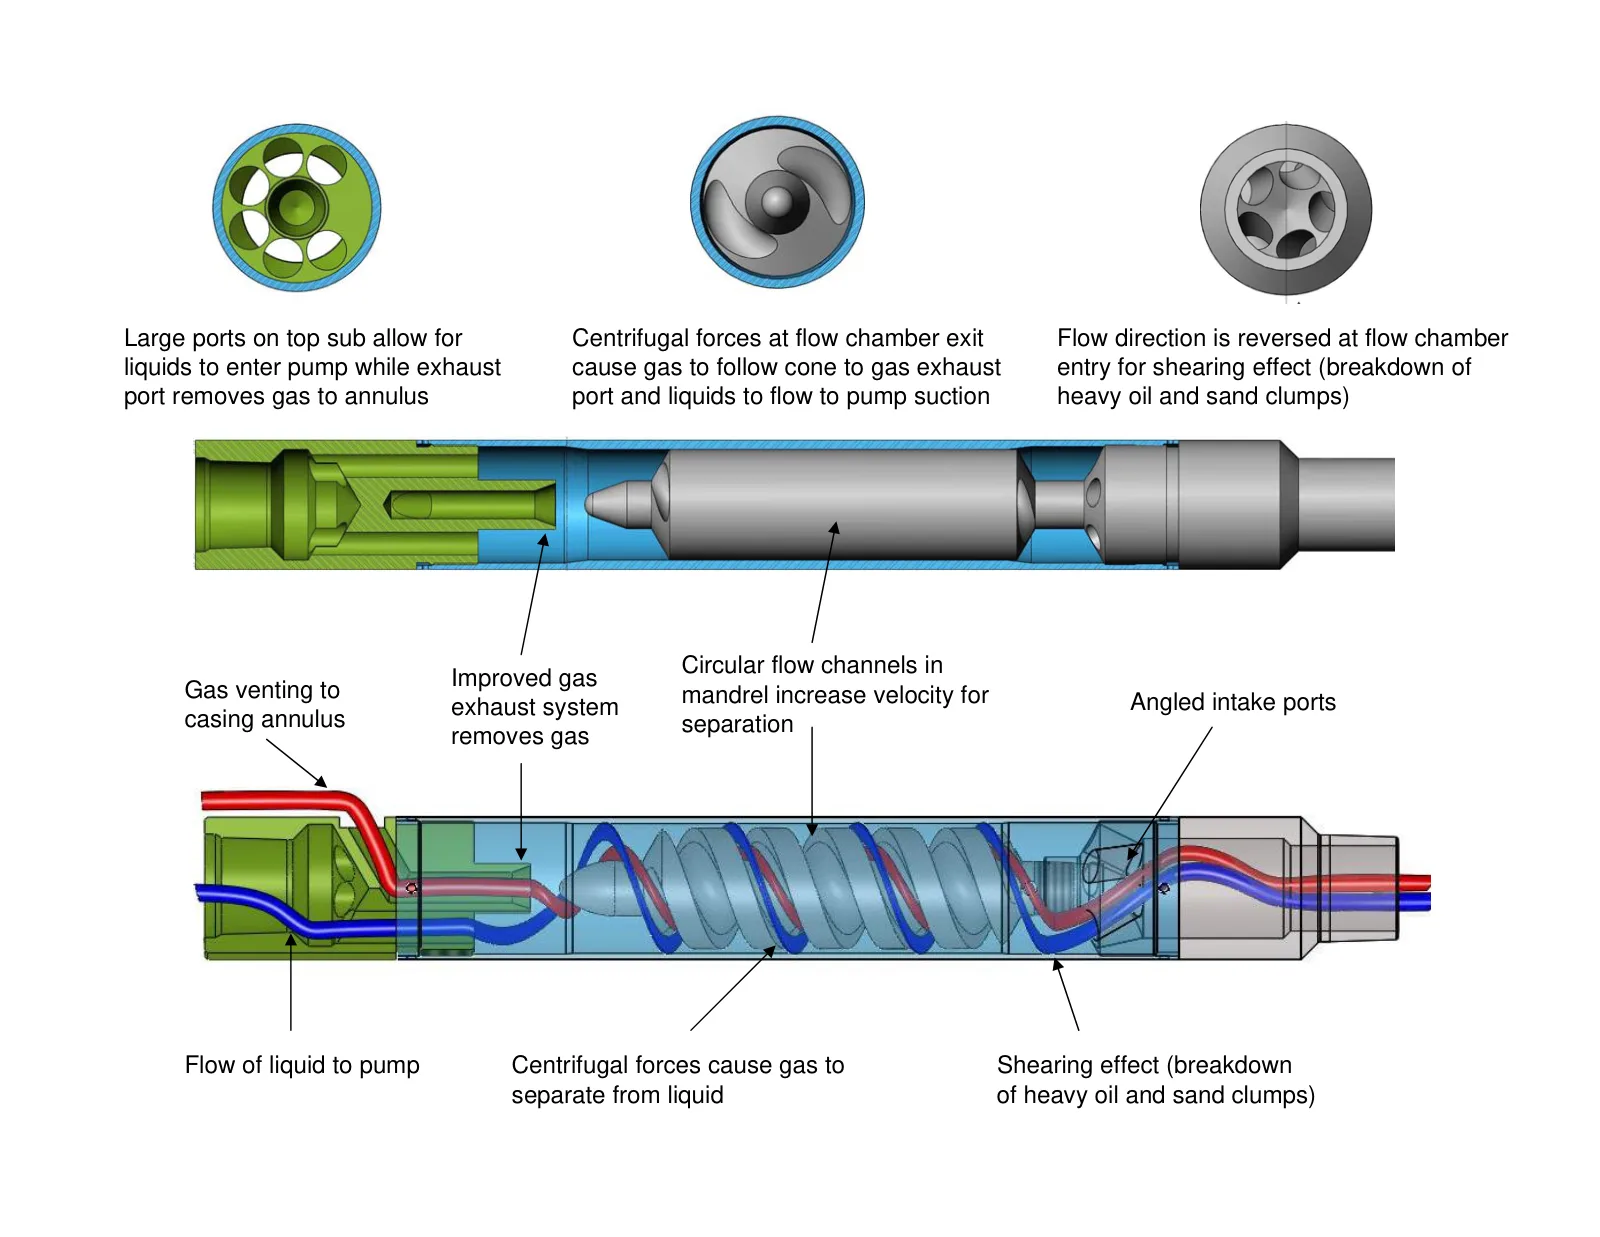 Large ports on top sub allow for
liquids to enter pump while exhaust
port removes gas to annulus
Centrifugal forces at flow chamber exit
cause gas to follow cone to gas exhaust
port and liquids to flow to pump suction
Flow direction is reversed at flow chamber
entry for shearing effect (breakdown of
heavy oil and sand clumps)
Gas venting to
casing annulus
Improved gas
exhaust system
removes gas
Circular flow channels in
mandrel increase velocity for
separation
Angled intake ports
Flow of liquid to pump
Centrifugal forces cause gas to
separate from liquid
Shearing effect (breakdown
of heavy oil and sand clumps)